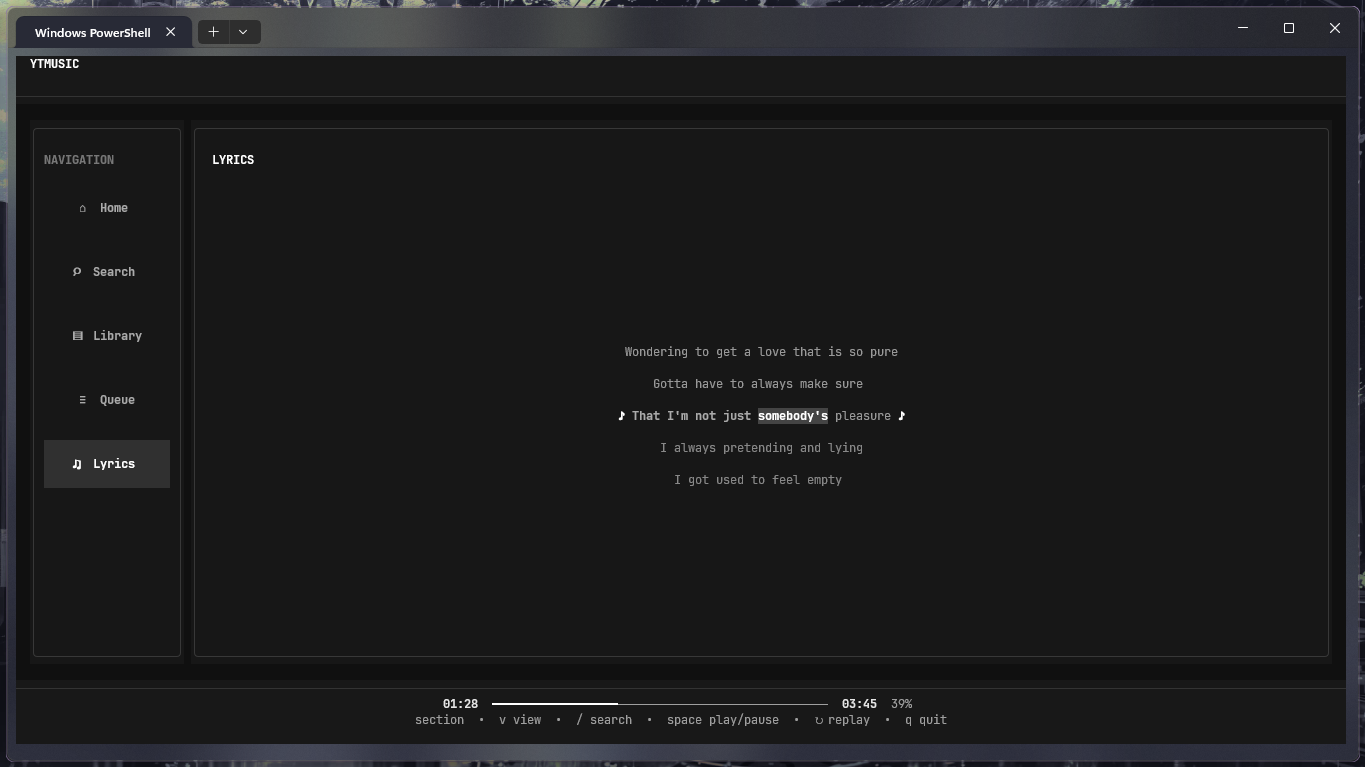 Windows PowerShell
YTMUSIC
NAVIGATION
⌂ Home
Search
Library
Queue
♫ Lyrics
LYRICS
Wondering to get a love that is so pure
Gotta have to always make sure
♪ That I'm not just somebody's pleasure ♪
I always pretending and lying
I got used to feel empty
01:28 03:45 39%
section • v view • / search • space play/pause • ↻ replay • q quit